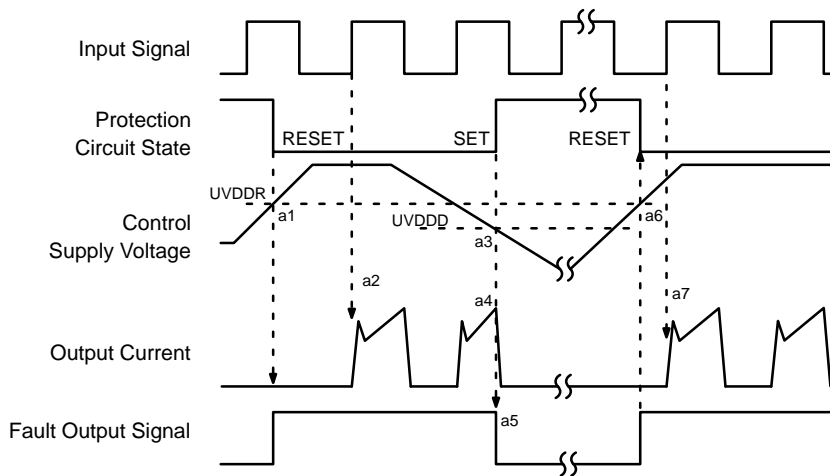 Input Signal
Protection
Circuit State
RESET
SET
RESET
UVDDR
a1
a6
Control
Supply Voltage
UVDDD
a3
a2
a4
a7
Output Current
Fault Output Signal
a5